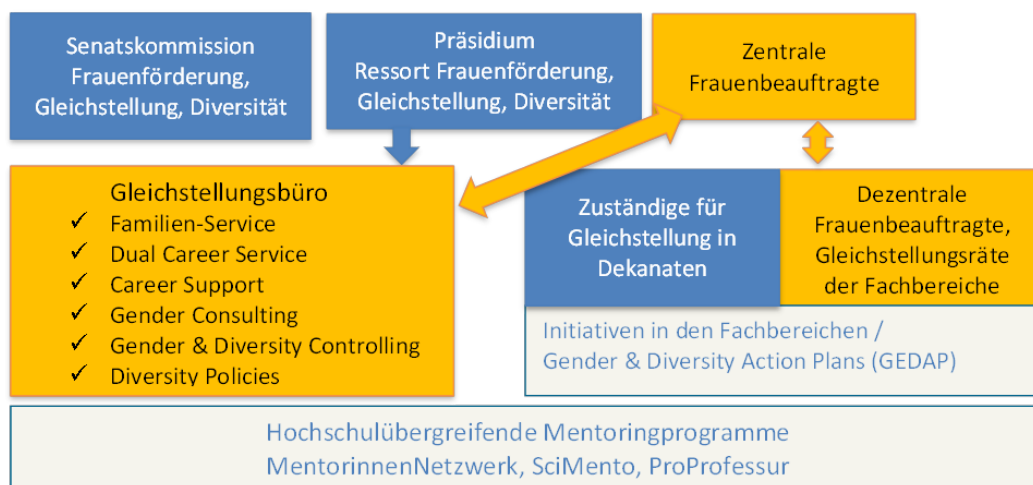 Senatskommission
Frauenförderung,
Gleichstellung, Diversität
Präsidium
Ressort Frauenförderung,
Gleichstellung, Diversität
Zentrale
Frauenbeauftragte
Gleichstellungsbüro
✓ Familien-Service
✓ Dual Career Service
✓ Career Support
✓ Gender Consulting
✓ Gender & Diversity Controlling
✓ Diversity Policies
Zuständige für
Gleichstellung in
Dekanaten
Dezentrale
Frauenbeauftragte,
Gleichstellungsräte
der Fachbereiche
Initiativen in den Fachbereichen /
Gender & Diversity Action Plans (GEDAP)
Hochschulübergreifende Mentoringprogramme
MentorinnenNetzwerk, SciMento, ProProfessur